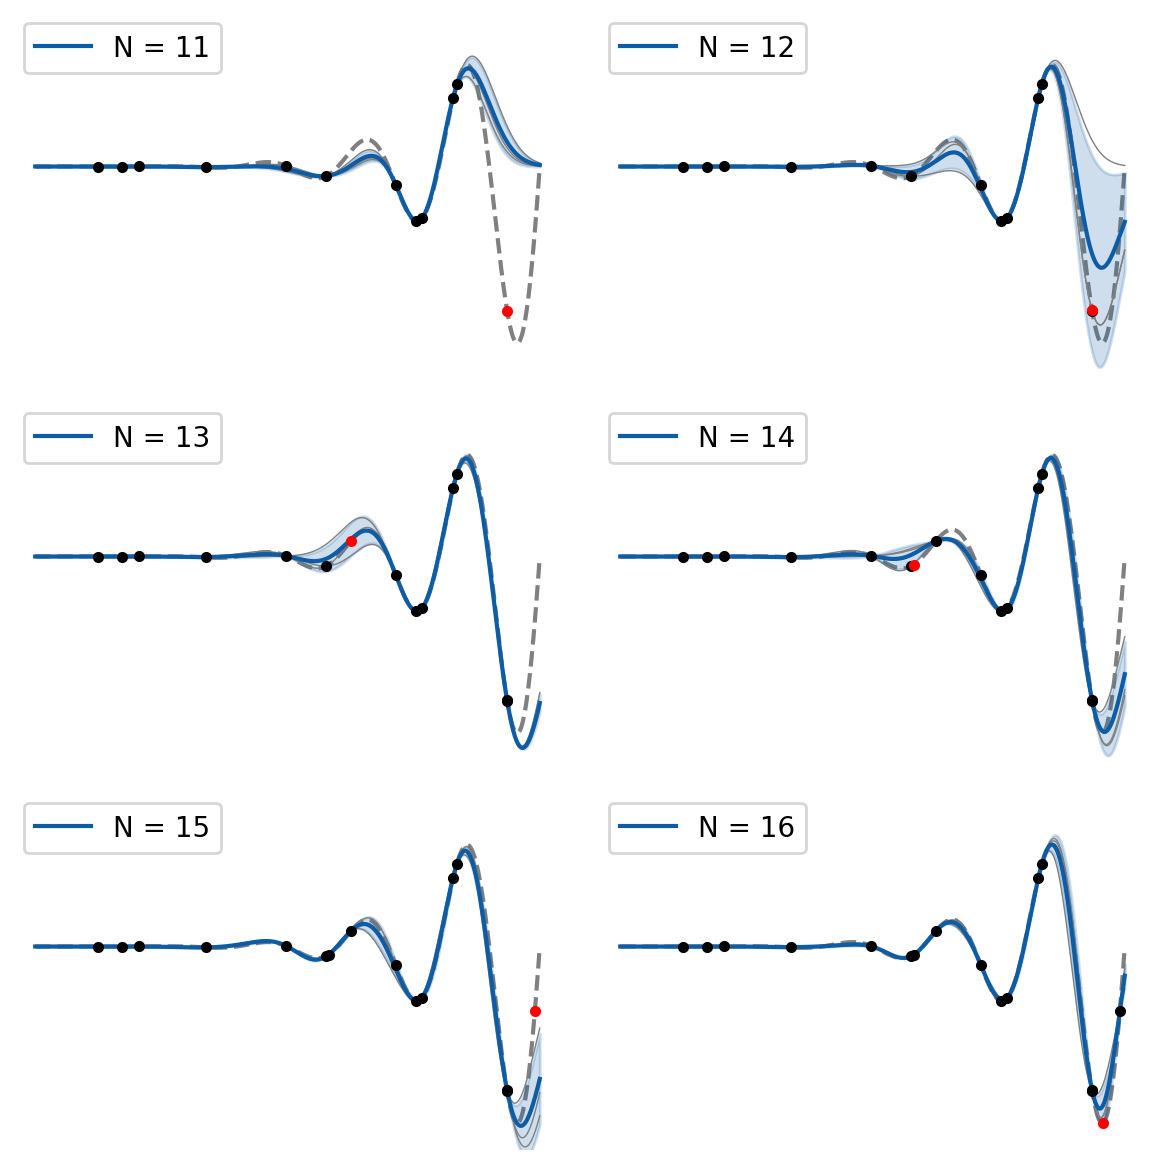 N = 11
N = 12
N = 13
N = 14
N = 15
N = 16